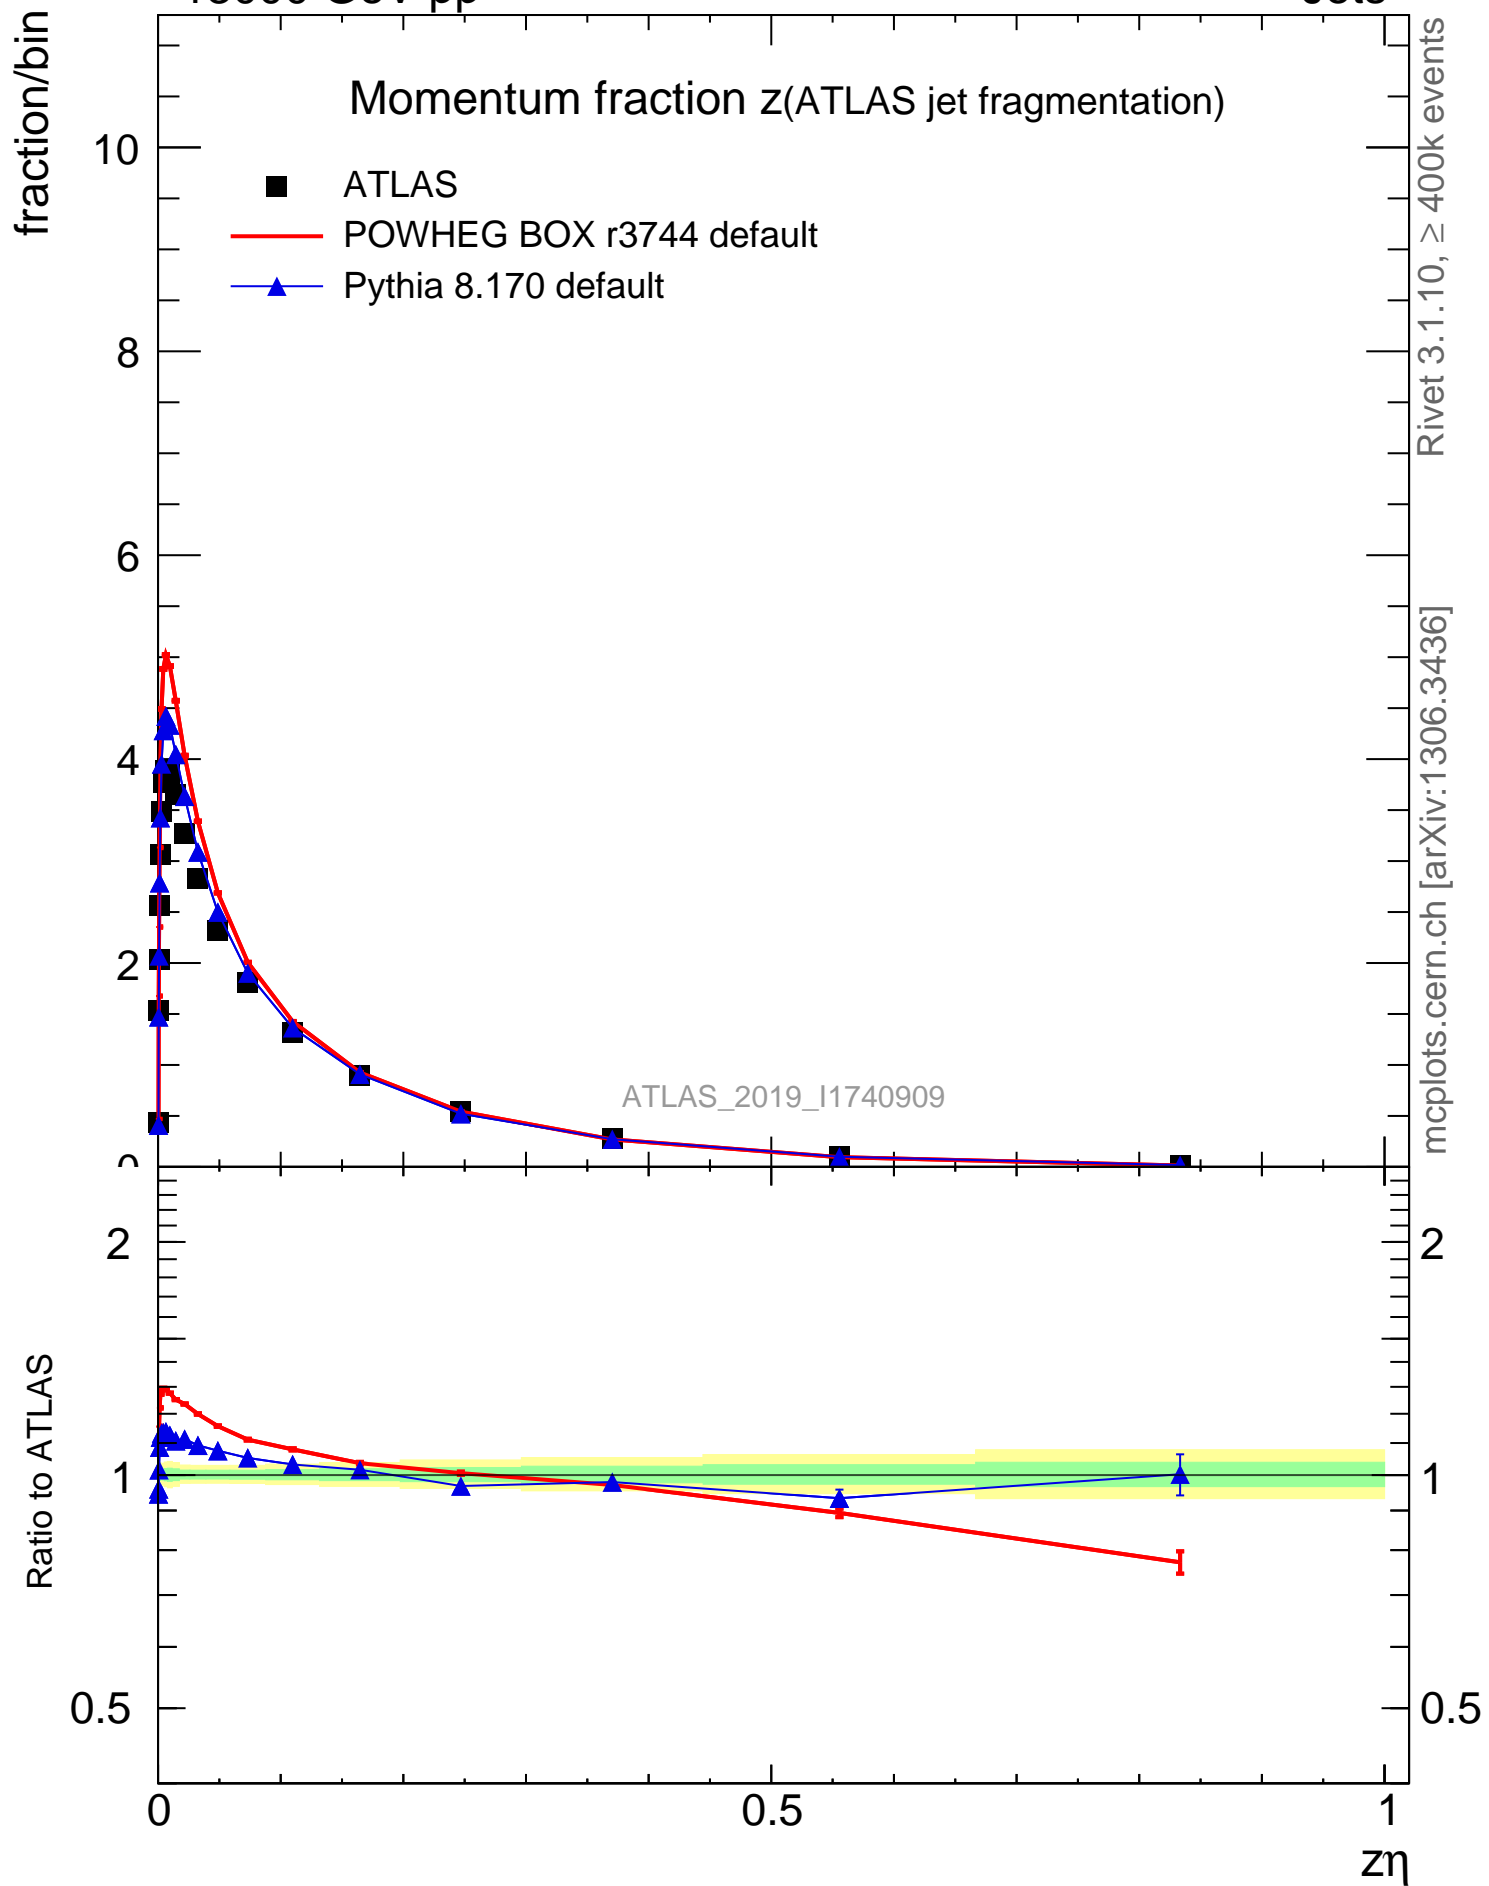 fraction/bin
Momentum fraction z(ATLAS jet fragmentation)
ATLAS
POWHEG BOX r3744 default
Pythia 8.170 default
10
8
6
4
2
0
ATLAS_2019_I1740909
Rivet 3.1.10, ≥ 400k events
mcplots.cern.ch [arXiv:1306.3436]
Ratio to ATLAS
2
1
0.5
2
1
0.5
0
0.5
1
zη